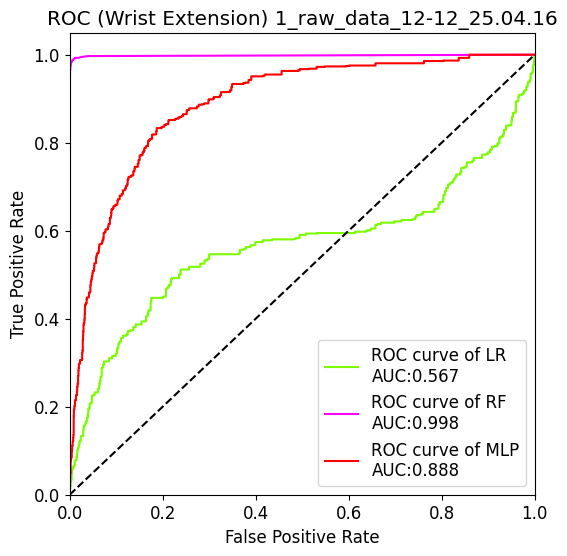 ROC (Wrist Extension) 1_raw_data_12-12_25.04.16
1.0
0.8
0.6
0.4
0.2
0.0
True Positive Rate
ROC curve of LR
AUC:0.567
ROC curve of RF
AUC:0.998
ROC curve of MLP
AUC:0.888
0.0 0.2 0.4 0.6 0.8 1.0
False Positive Rate